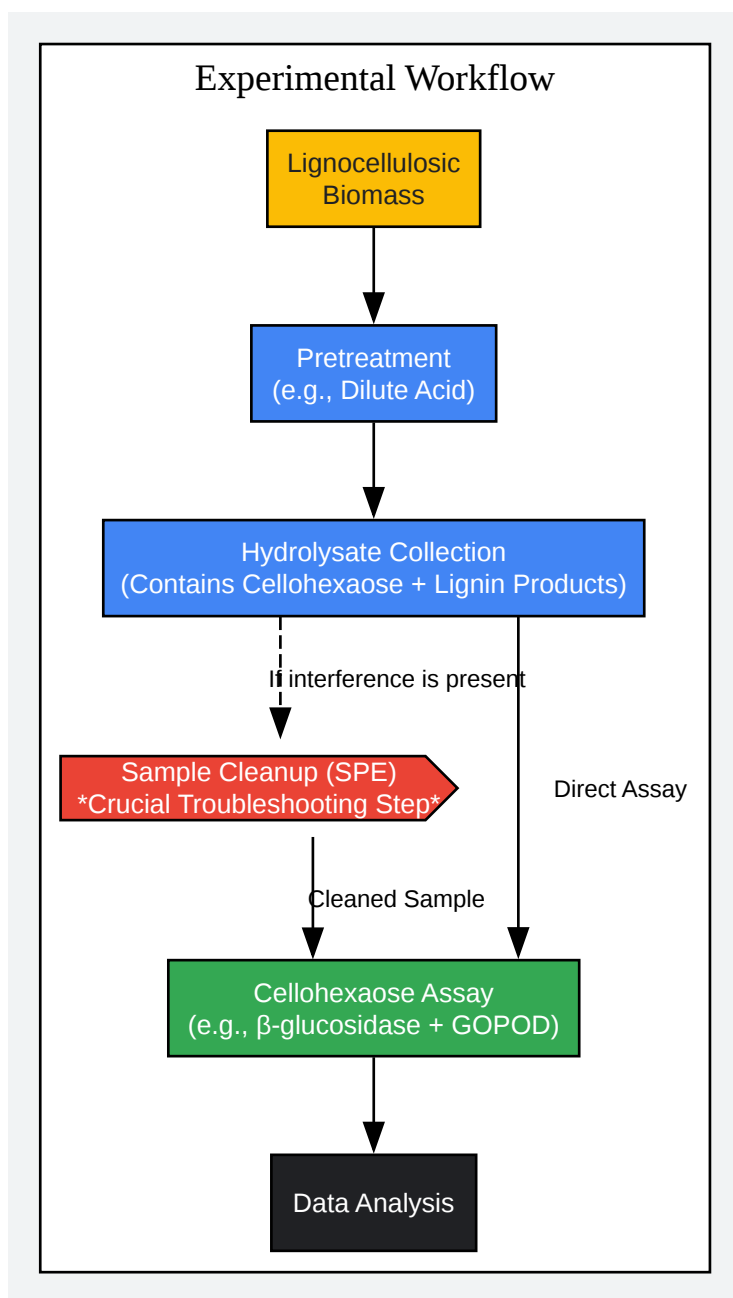 Experimental Workflow
Lignocellulosic
Biomass
Pretreatment
(e.g., Dilute Acid)
Hydrolysate Collection
(Contains Cellohexaose + Lignin Products)
If interference is present
Sample Cleanup (SPE)
*Crucial Troubleshooting Step*
Direct Assay
Cleaned Sample
Cellohexaose Assay
(e.g., β-glucosidase + GOPOD)
Data Analysis